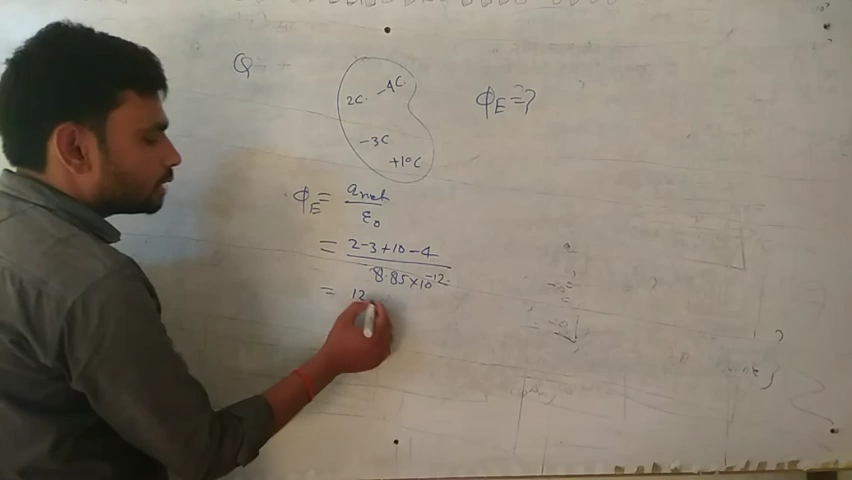 Q-
-4C
2C
ΦE=?
-3C
+10C
ΦE = qnet/ε0
= 2-3+10-4/8.85×10-12
= 12